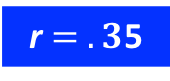 r = .35